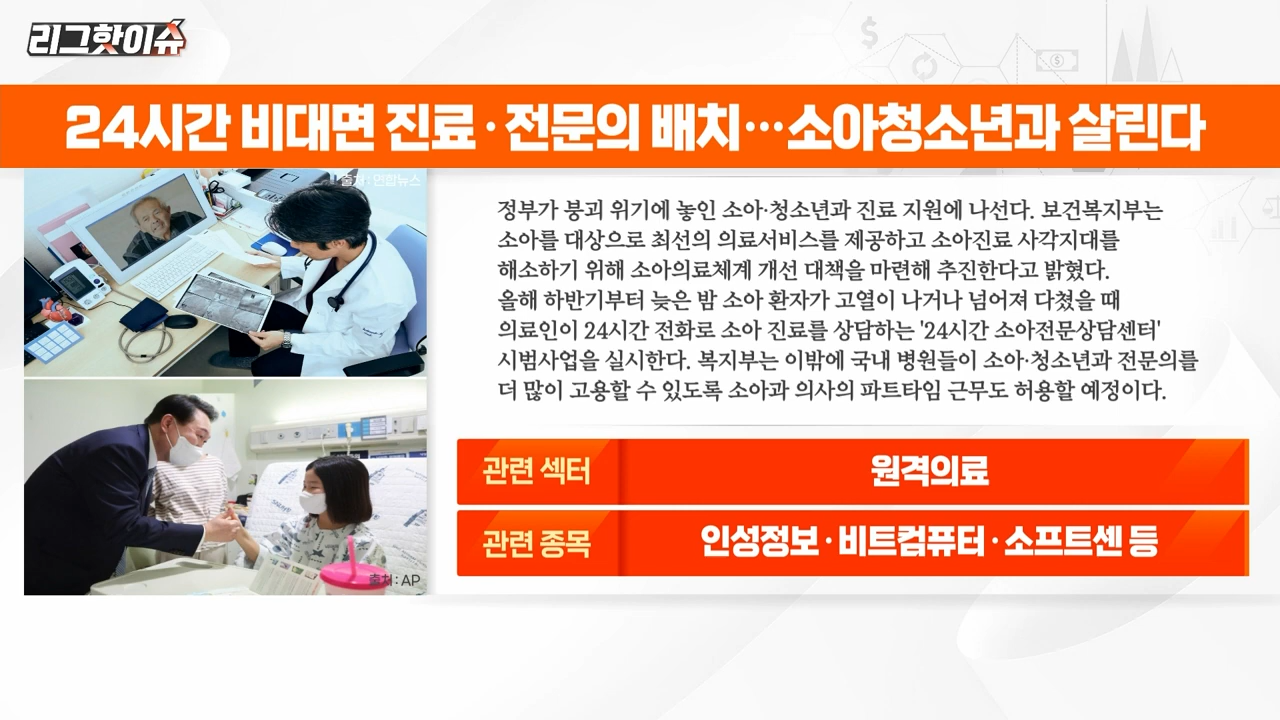 리그핫이슈
24시간 비대면 진료·전문의 배치…소아청소년과 살린다
출처: 연합뉴스
정부가 붕괴 위기에 놓인 소아·청소년과 진료 지원에 나선다. 보건복지부는
소아를 대상으로 최선의 의료서비스를 제공하고 소아진료 사각지대를
해소하기 위해 소아의료체계 개선 대책을 마련해 추진한다고 밝혔다.
올해 하반기부터 늦은 밤 소아 환자가 고열이 나거나 넘어져 다쳤을 때
의료인이 24시간 전화로 소아 진료를 상담하는 '24시간 소아전문상담센터'
시범사업을 실시한다. 복지부는 이밖에 국내 병원들이 소아·청소년과 전문의를
더 많이 고용할 수 있도록 소아과 의사의 파트타임 근무도 허용할 예정이다.
출처: AP
관련 섹터 원격의료
관련 종목 인성정보·비트컴퓨터·소프트센 등